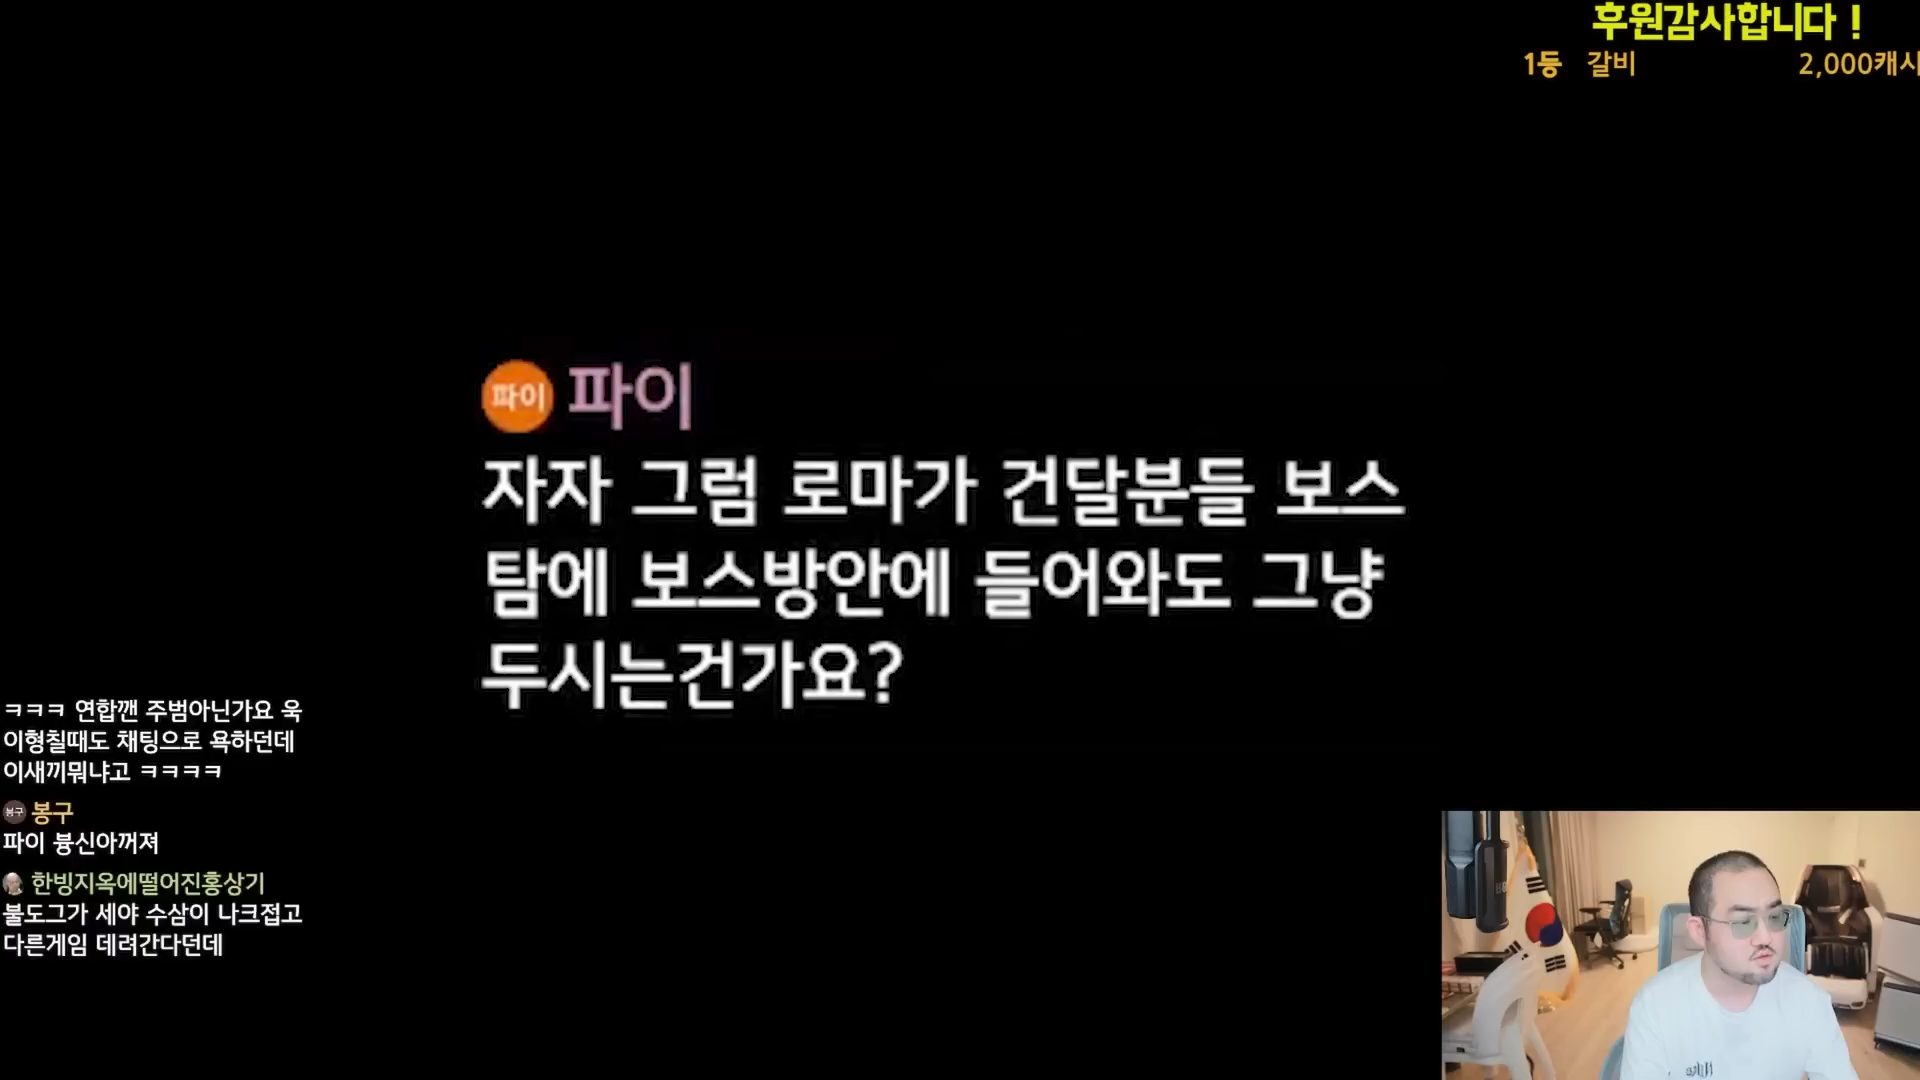 후원감사합니다 !
1등 갈비 2,000캐시
파이 파이
자자 그럼 로마가 건달분들 보스
탐에 보스방안에 들어와도 그냥
두시는건가요?
ㅋㅋㅋ 연합깬 주범아닌가요 욱
이형칠때도 채팅으로 욕하던데
이새끼뭐냐고 ㅋㅋㅋㅋ
봉구 봉구
파이 븅신아꺼져
한빙지옥에떨어진홍상기
불도그가 세야 수삼이 나크접고
다른게임 데려간다던데